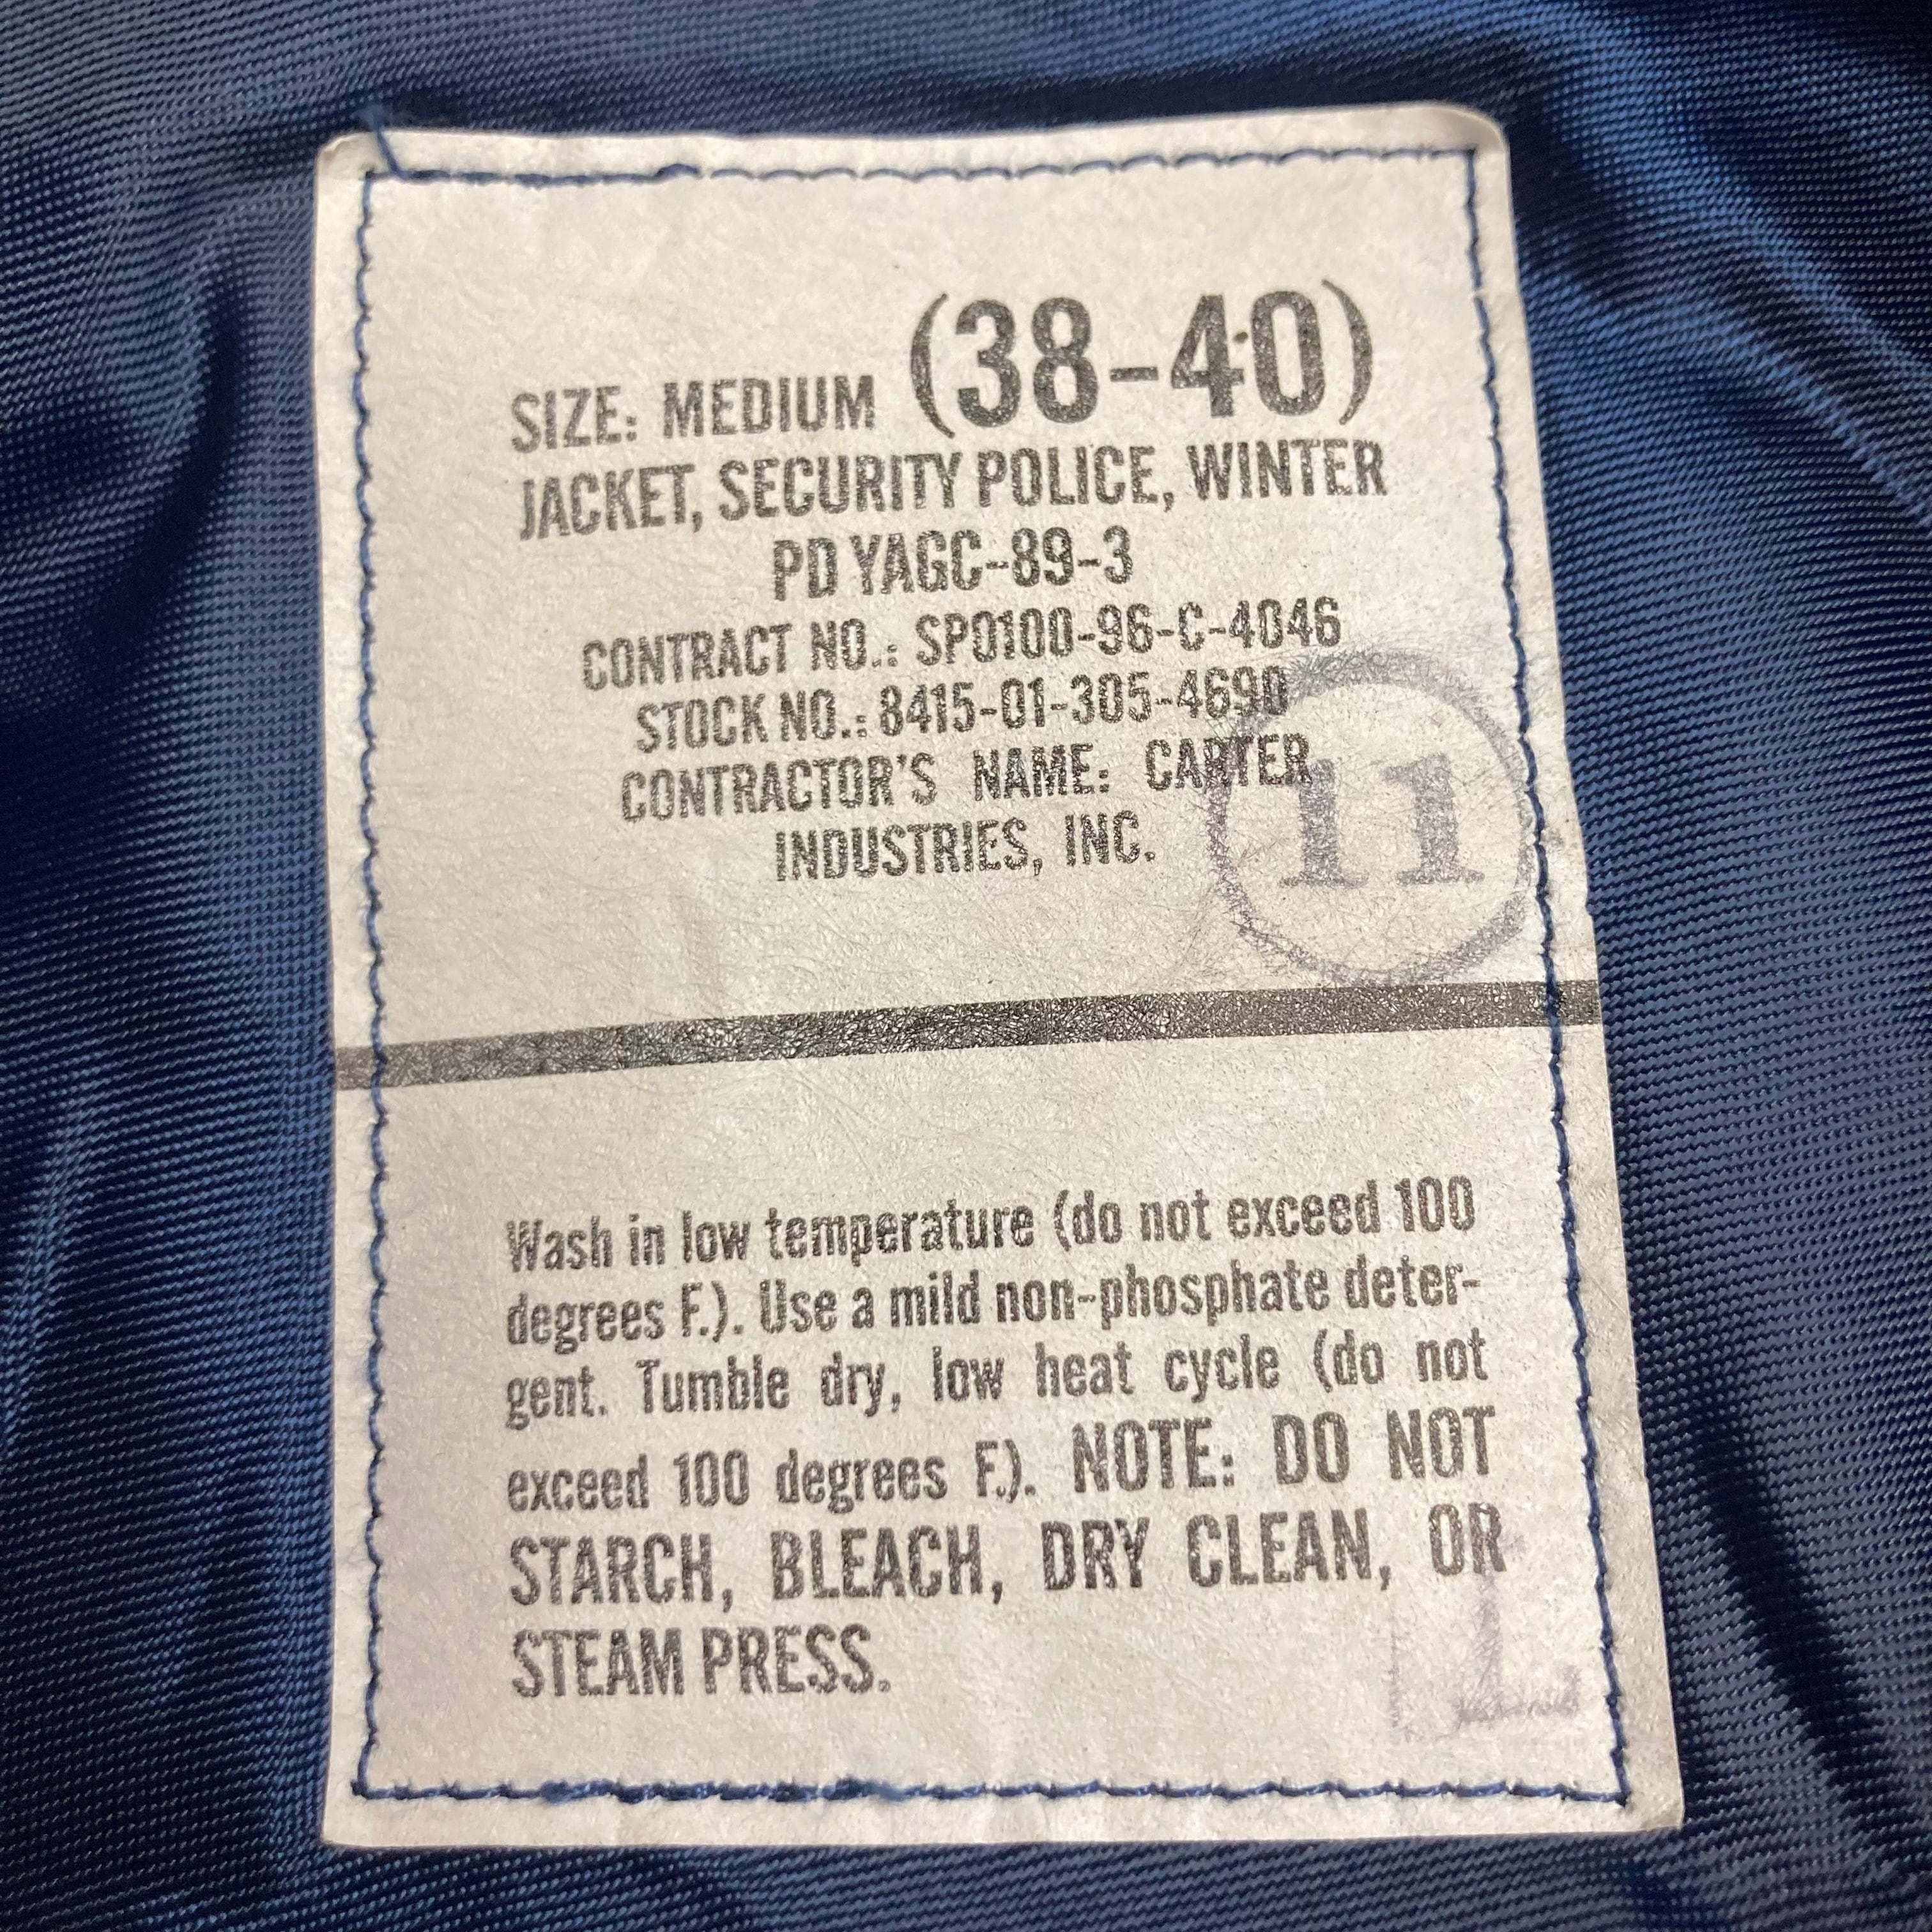 SIZE: MEDIUM (38-40)
JACKET, SECURITY POLICE, WINTER
PD YAGC-89-3
CONTRACT NO.: SP0100-96-C-4046
STOCK NO.: 8415-01-305-4690
CONTRACTOR'S NAME: CARTER
INDUSTRIES, INC.
11
Wash in low temperature (do not exceed 100
degrees F.). Use a mild non-phosphate deter-
gent. Tumble dry, low heat cycle (do not
exceed 100 degrees F.). NOTE: DO NOT
STARCH, BLEACH, DRY CLEAN, OR
STEAM PRESS.